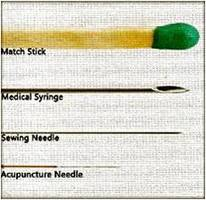 Match Stick
Medical Syringe
Sewing Needle
Acupuncture Needle